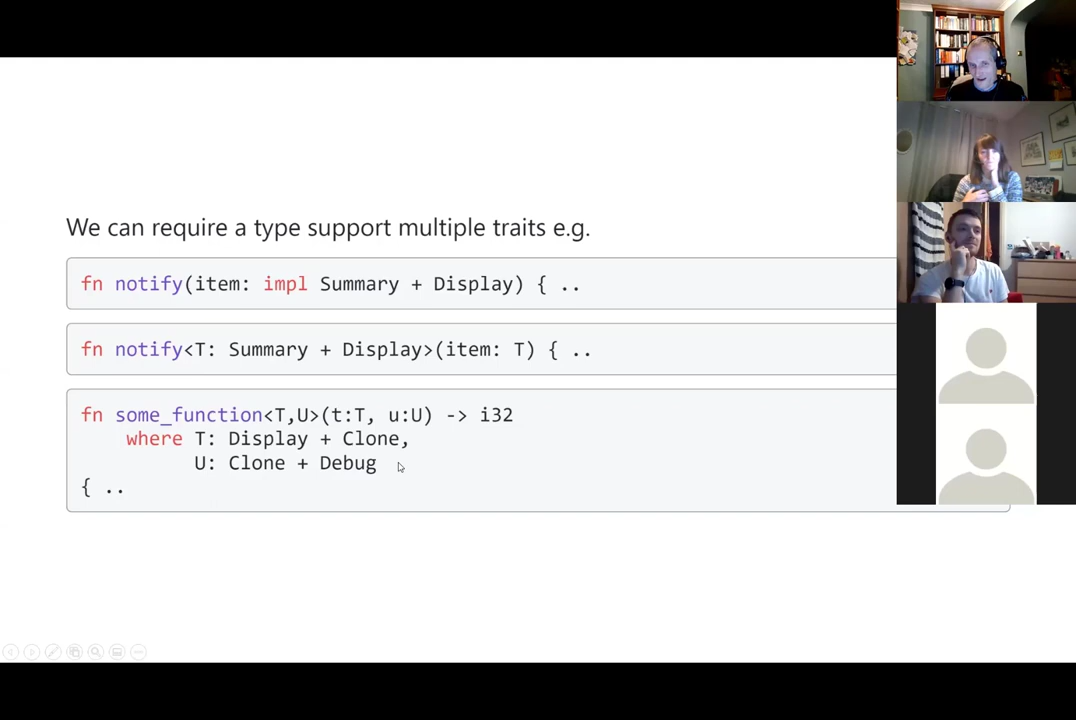 We can require a type support multiple traits e.g.
fn notify(item: impl Summary + Display) { ..
fn notify<T: Summary + Display>(item: T) { ..
fn some_function<T,U>(t:T, u:U) -> i32
where T: Display + Clone,
U: Clone + Debug
{ ..